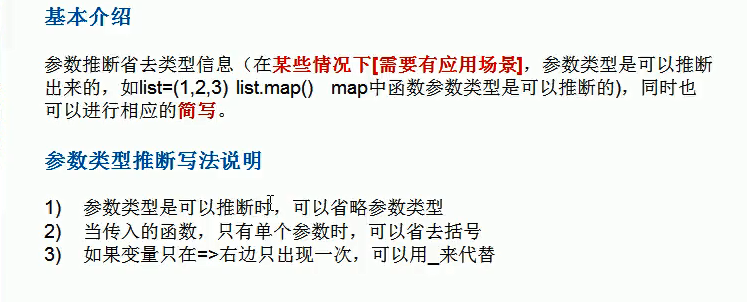 基本介绍
参数推断省去类型信息（在某些情况下[需要有应用场景]，参数类型是可以推断
出来的，如list=(1,2,3) list.map() map中函数参数类型是可以推断的)，同时也
可以进行相应的简写。
参数类型推断写法说明
1) 参数类型是可以推断时，可以省略参数类型
2) 当传入的函数，只有单个参数时，可以省去括号
3) 如果变量只在=>右边只出现一次，可以用_来代替